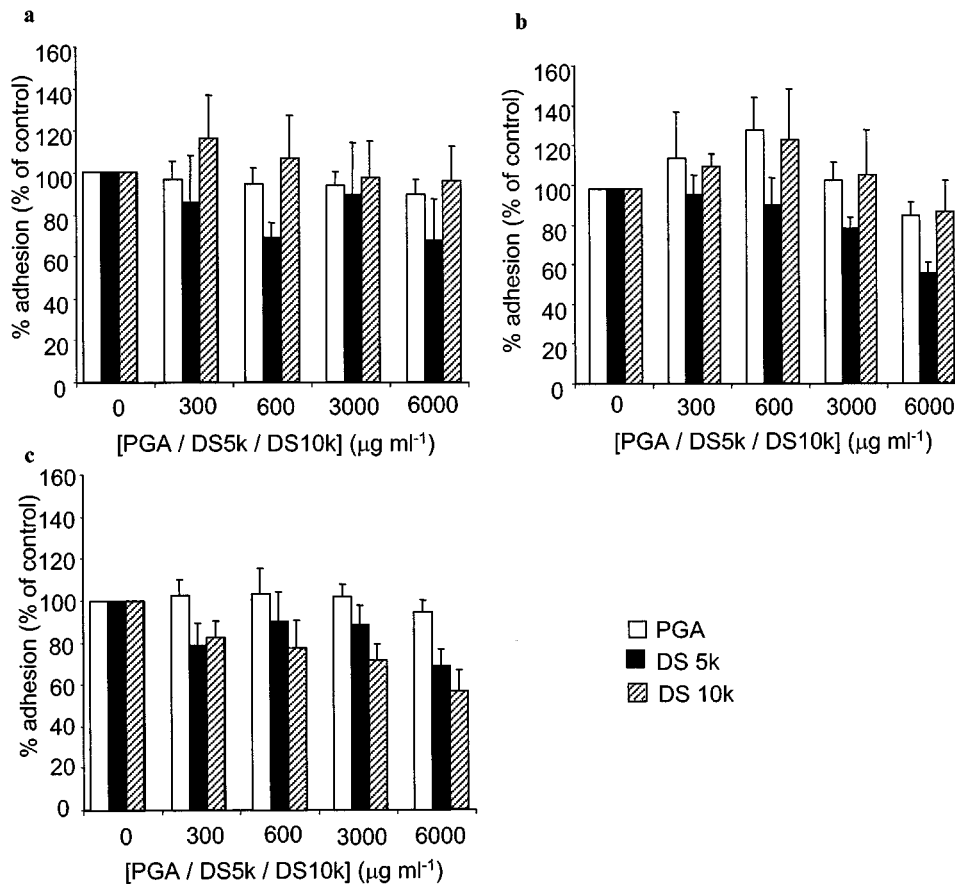 a
% adhesion (% of control)
160
140
120
100
80
60
40
20
0
0 300 600 3000 6000
[PGA / DS5k / DS10k] (μg ml⁻¹)
b
% adhesion (% of control)
160
140
120
100
80
60
40
20
0
0 300 600 3000 6000
[PGA / DS5k / DS10k] (μg ml⁻¹)
c
% adhesion (% of control)
160
140
120
100
80
60
40
20
0
0 300 600 3000 6000
[PGA / DS5k / DS10k] (μg ml⁻¹)
PGA
DS 5k
DS 10k